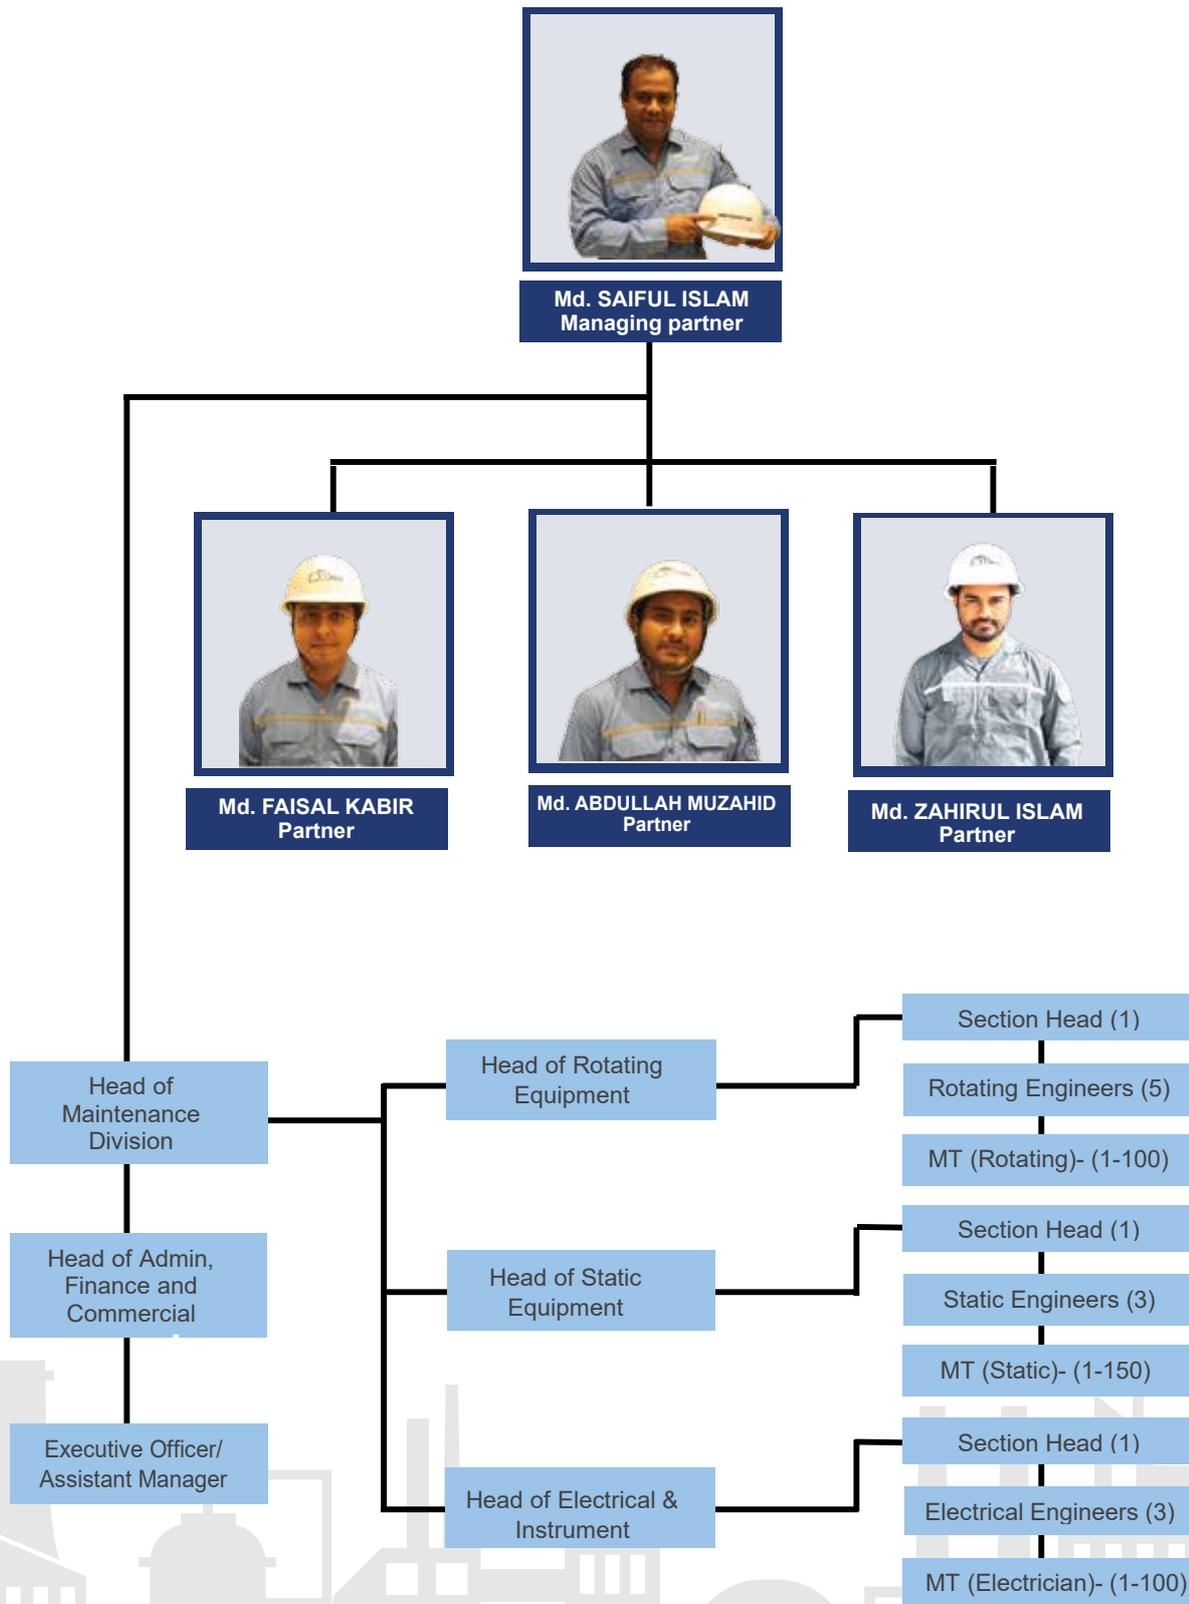 Md. SAIFUL ISLAM
Managing partner
Md. FAISAL KABIR
Partner
Md. ABDULLAH MUZAHID
Partner
Md. ZAHIRUL ISLAM
Partner
Head of
Maintenance
Division
Head of Admin,
Finance and
Commercial
Executive Officer/
Assistant Manager
Head of Rotating
Equipment
Head of Static
Equipment
Head of Electrical &
Instrument
Section Head (1)
Rotating Engineers (5)
MT (Rotating)- (1-100)
Section Head (1)
Static Engineers (3)
MT (Static)- (1-150)
Section Head (1)
Electrical Engineers (3)
MT (Electrician)- (1-100)